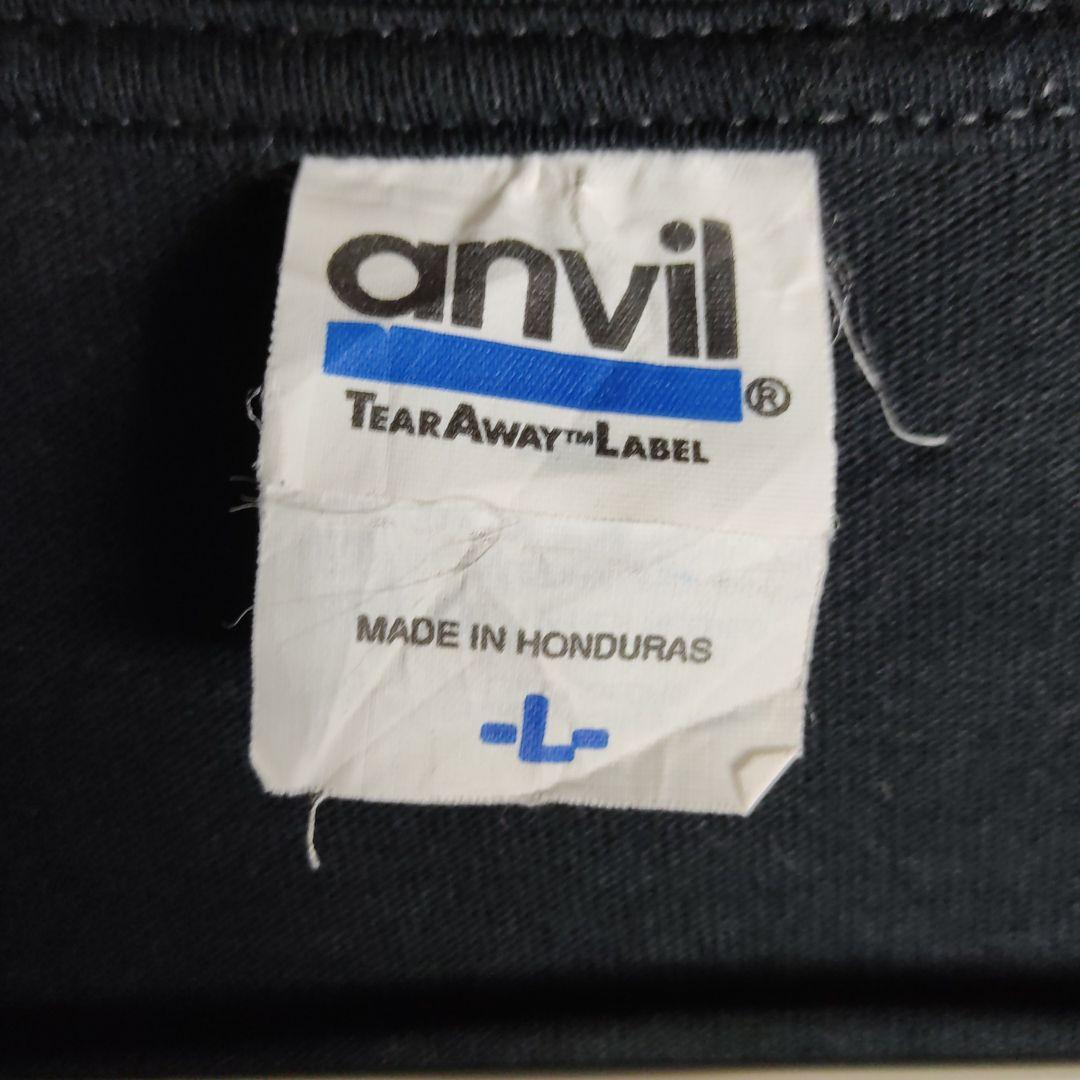 anvil®
TEARAWAY™LABEL
MADE IN HONDURAS
-L-